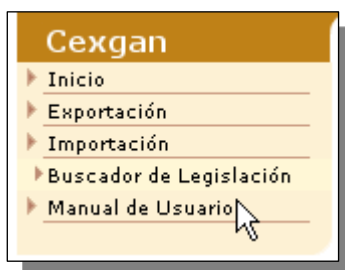 Cexgan
Inicio
Exportación
Importación
Buscador de Legislación
Manual de Usuario